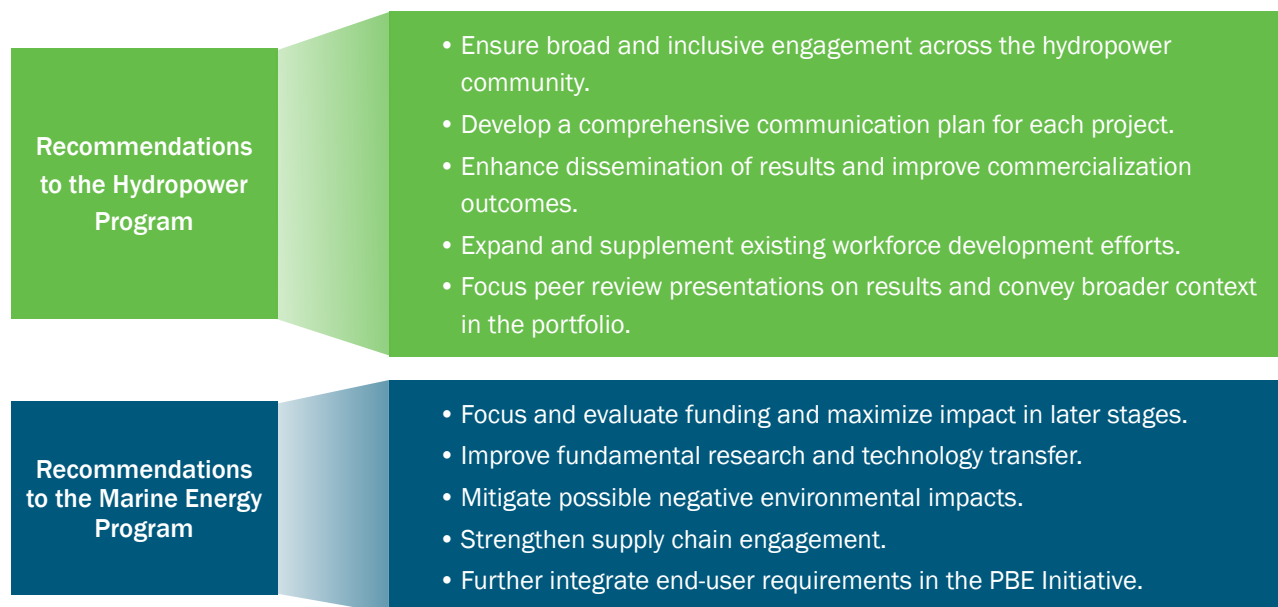 Recommendations
to the Hydropower
Program
• Ensure broad and inclusive engagement across the hydropower
community.
• Develop a comprehensive communication plan for each project.
• Enhance dissemination of results and improve commercialization
outcomes.
• Expand and supplement existing workforce development efforts.
• Focus peer review presentations on results and convey broader context
in the portfolio.
Recommendations
to the Marine Energy
Program
• Focus and evaluate funding and maximize impact in later stages.
• Improve fundamental research and technology transfer.
• Mitigate possible negative environmental impacts.
• Strengthen supply chain engagement.
• Further integrate end-user requirements in the PBE Initiative.